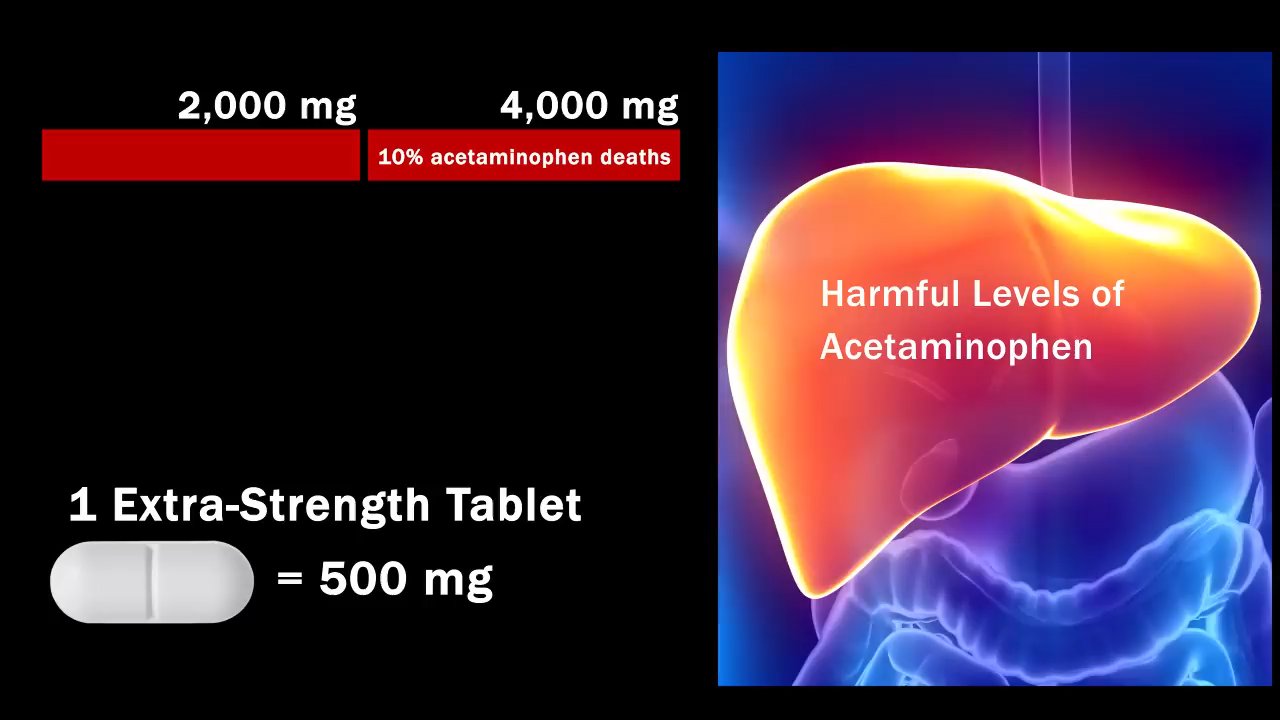 2,000 mg
4,000 mg
10% acetaminophen deaths
Harmful Levels of
Acetaminophen
1 Extra-Strength Tablet
= 500 mg